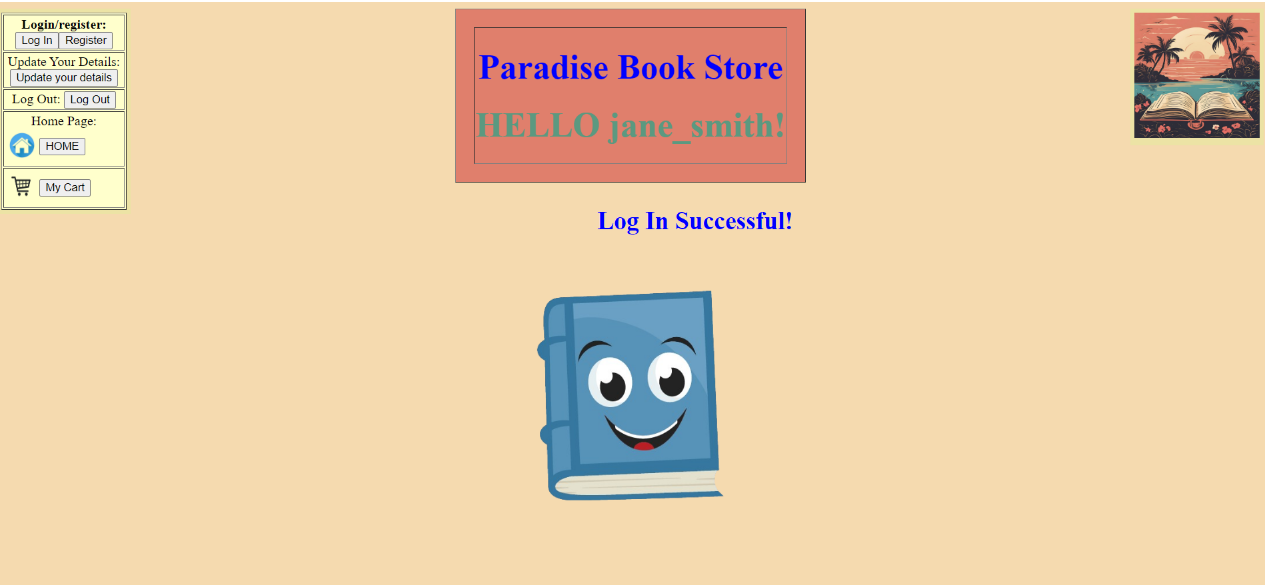 Login/register:
Log In Register
Update Your Details:
Update your details
Log Out: Log Out
Home Page:
HOME
My Cart
Paradise Book Store
HELLO jane_smith!
Log In Successful!